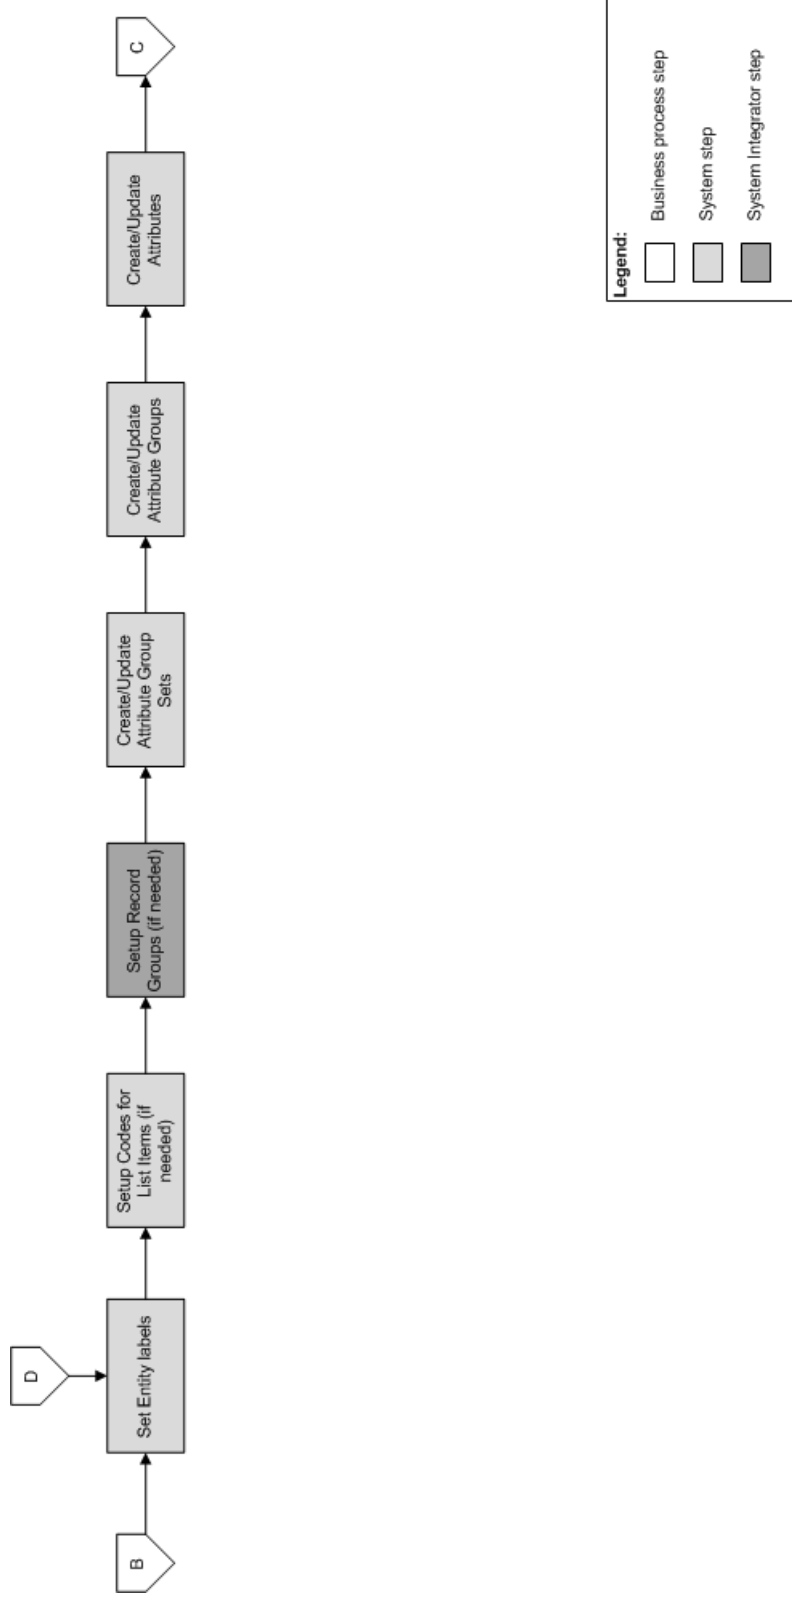 B
D
Set Entity labels
Setup Codes for
List Items (if
needed)
Setup Record
Groups (if needed)
Create/Update
Attribute Group
Sets
Create/Update
Attribute Groups
Create/Update
Attributes
C
Legend:
Business process step
System step
System Integrator step